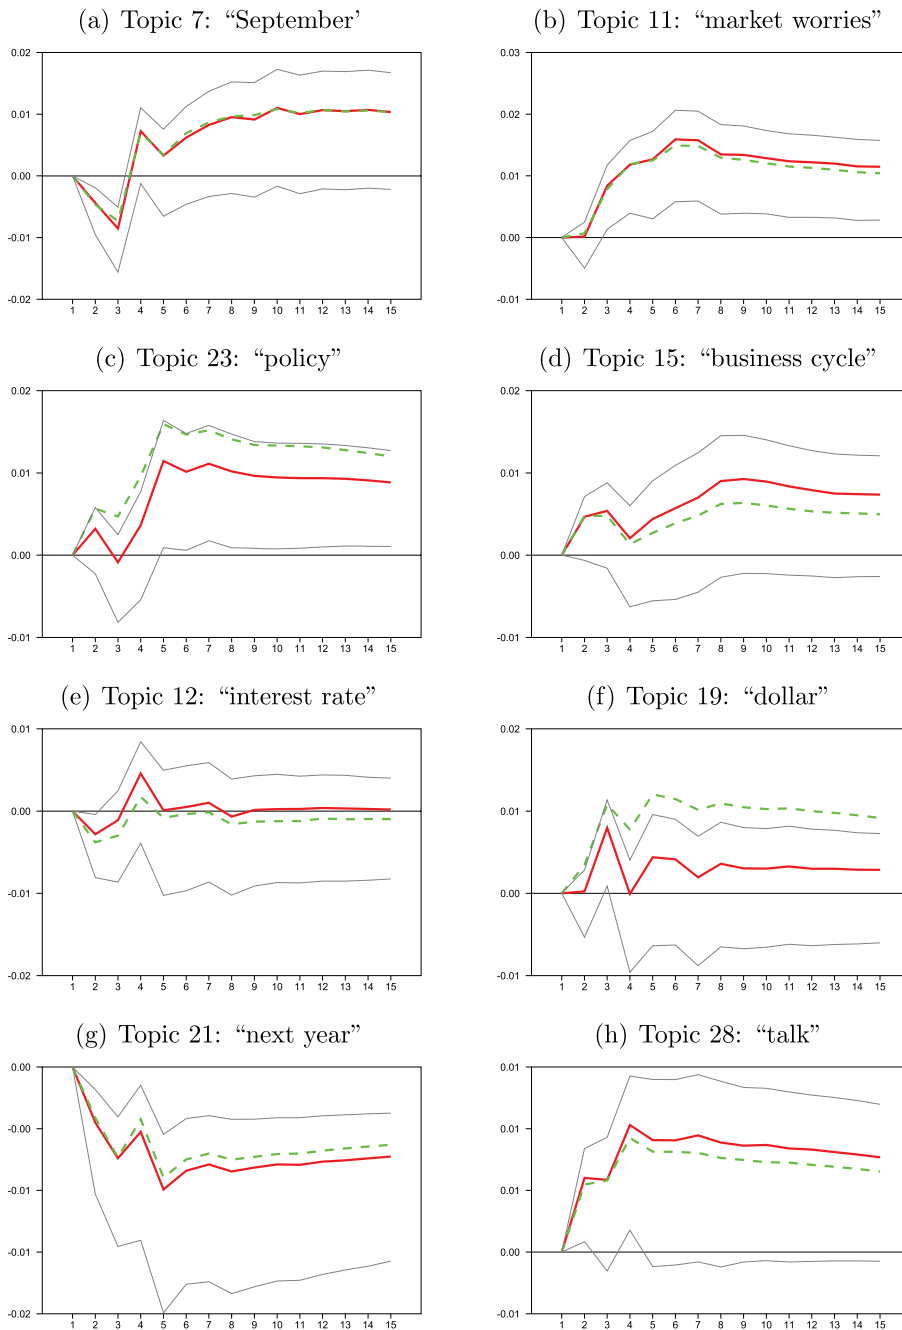 (a) Topic 7: “September’
(b) Topic 11: “market worries”
0.02
0.01
0.00
-0.01
-0.02
1 2 3 4 5 6 7 8 9 10 11 12 13 14 15
0.03
0.02
0.01
0.00
-0.01
1 2 3 4 5 6 7 8 9 10 11 12 13 14 15
(c) Topic 23: “policy”
(d) Topic 15: “business cycle”
0.02
0.01
0.00
-0.01
1 2 3 4 5 6 7 8 9 10 11 12 13 14 15
0.02
0.01
0.00
-0.01
1 2 3 4 5 6 7 8 9 10 11 12 13 14 15
(e) Topic 12: “interest rate”
(f) Topic 19: “dollar”
0.01
0.00
-0.01
-0.02
1 2 3 4 5 6 7 8 9 10 11 12 13 14 15
0.02
0.01
0.00
-0.01
1 2 3 4 5 6 7 8 9 10 11 12 13 14 15
(g) Topic 21: “next year”
(h) Topic 28: “talk”
0.00
-0.00
-0.01
-0.01
-0.02
1 2 3 4 5 6 7 8 9 10 11 12 13 14 15
0.01
0.01
0.01
0.00
-0.01
1 2 3 4 5 6 7 8 9 10 11 12 13 14 15